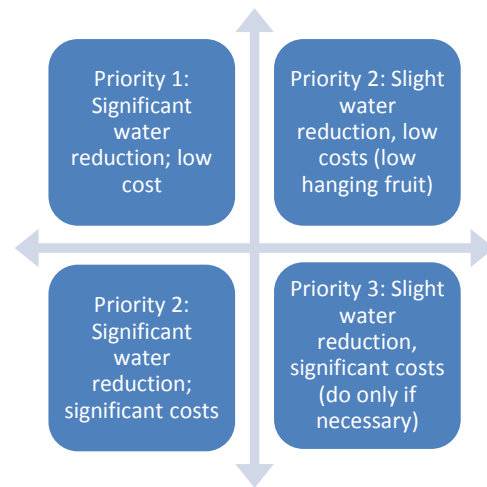 Priority 1:
Significant
water
reduction; low
cost
Priority 2: Slight
water
reduction, low
costs (low
hanging fruit)
Priority 2:
Significant
water
reduction;
significant costs
Priority 3: Slight
water
reduction,
significant costs
(do only if
necessary)